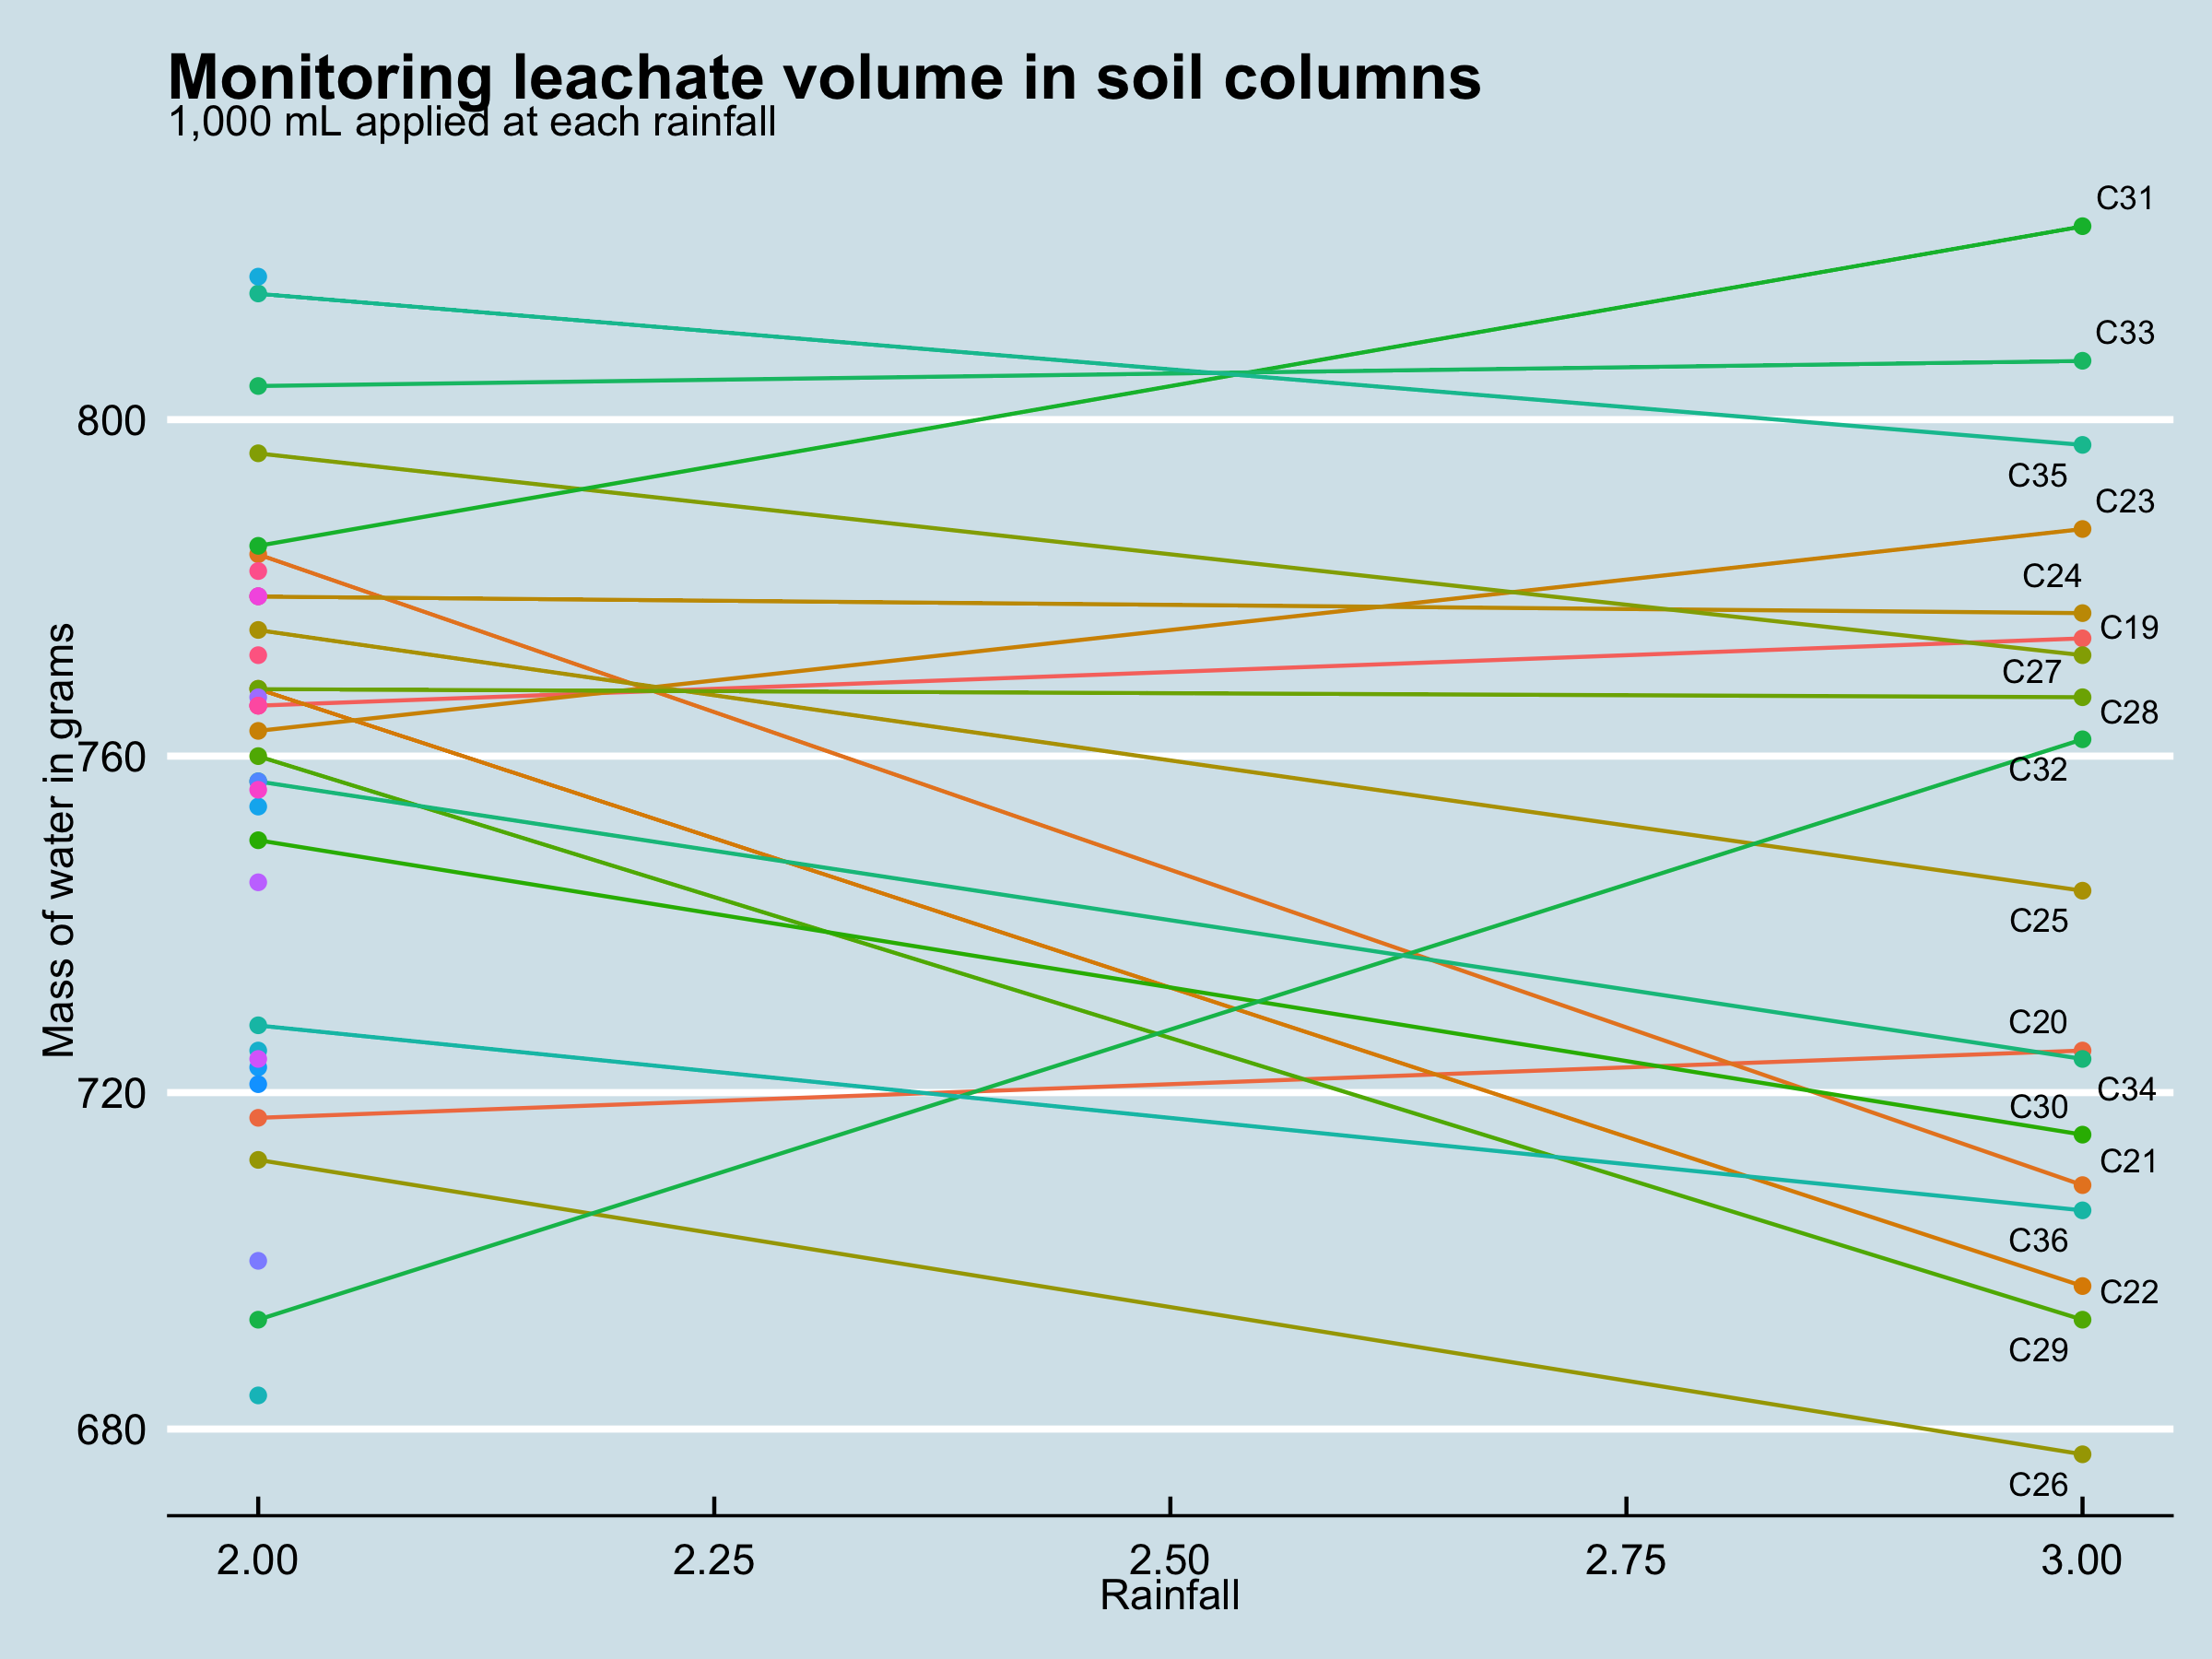 Monitoring leachate volume in soil columns
1,000 mL applied at each rainfall
C31
C33
800
C35
C23
C24
C19
C27
C28
760
C32
C25
C20
720
C34
C30
C21
C36
C22
C29
680
C26
Mass of water in grams
2.00 2.25 2.50 2.75 3.00
Rainfall